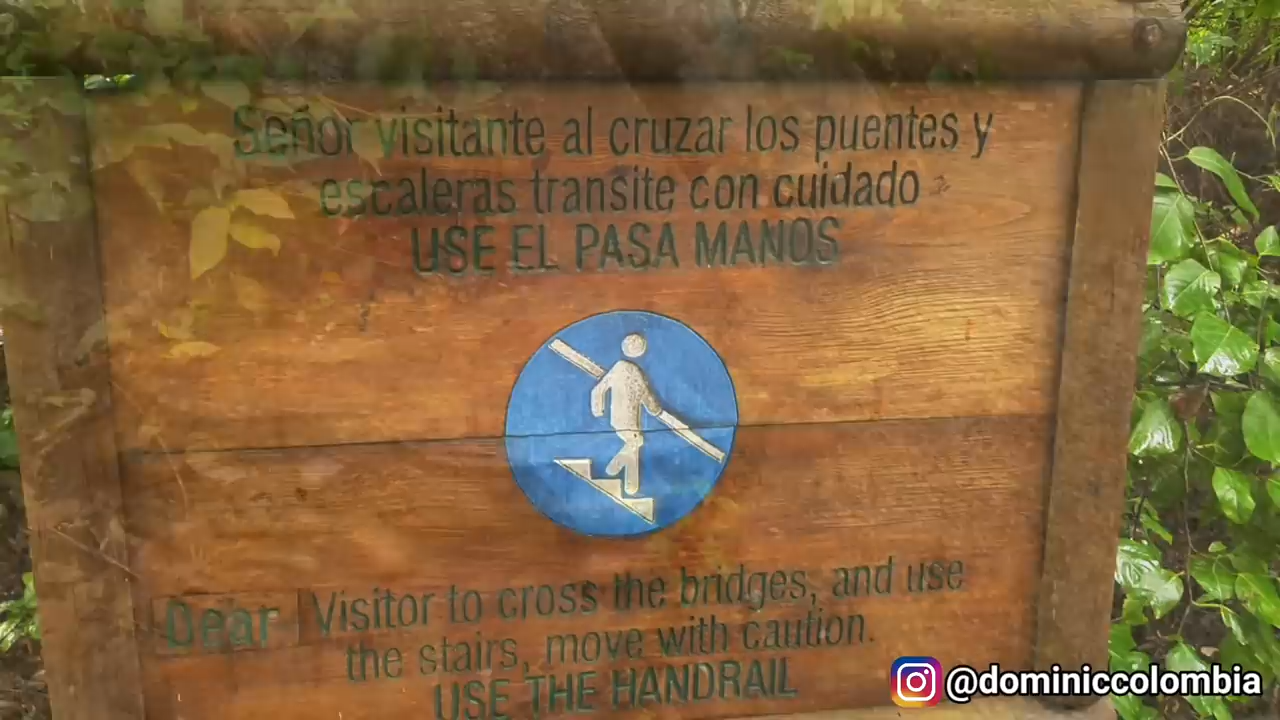 Señor visitante al cruzar los puentes y
escaleras transite con cuidado
USE EL PASA MANOS
Dear Visitor to cross the bridges, and use
the stairs, move with caution.
USE THE HANDRAIL
@dominiccolombia